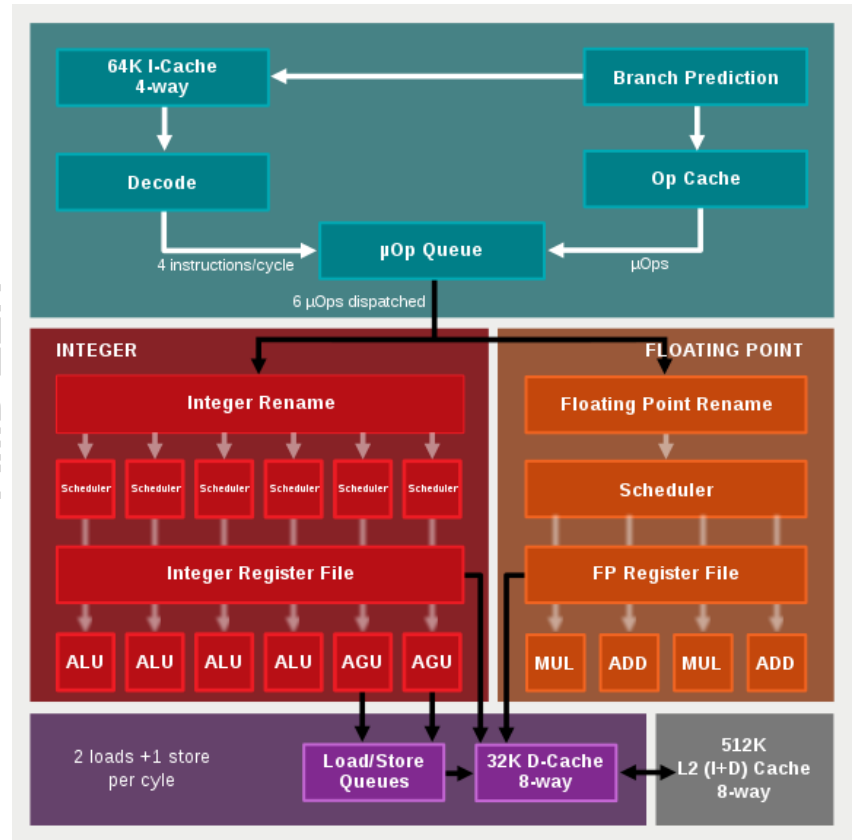 64K I-Cache
4-way
Branch Prediction
Decode
Op Cache
µOp Queue
4 instructions/cycle
µOps
6 µOps dispatched
INTEGER
FLOATING POINT
Integer Rename
Floating Point Rename
Scheduler
Scheduler
Scheduler
Scheduler
Scheduler
Scheduler
Scheduler
Integer Register File
FP Register File
ALU
ALU
ALU
ALU
AGU
AGU
MUL
ADD
MUL
ADD
2 loads +1 store
per cyle
Load/Store
Queues
32K D-Cache
8-way
512K
L2 (I+D) Cache
8-way